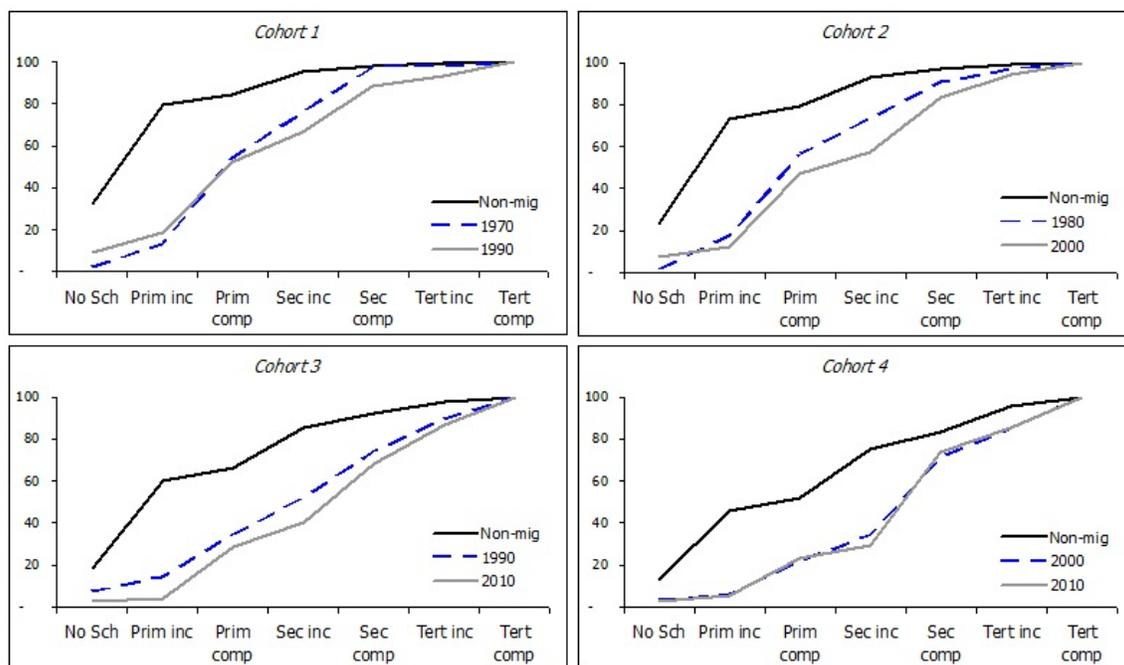 Cohort 1
100
80
60
40
20
-
Non-mig
1970
1990
No Sch Prim inc Prim comp Sec inc Sec comp Tert inc Tert comp
Cohort 2
100
80
60
40
20
-
Non-mig
1980
2000
No Sch Prim inc Prim comp Sec inc Sec comp Tert inc Tert comp
Cohort 3
100
80
60
40
20
-
Non-mig
1990
2010
No Sch Prim inc Prim comp Sec inc Sec comp Tert inc Tert comp
Cohort 4
100
80
60
40
20
-
Non-mig
2000
2010
No Sch Prim inc Prim comp Sec inc Sec comp Tert inc Tert comp